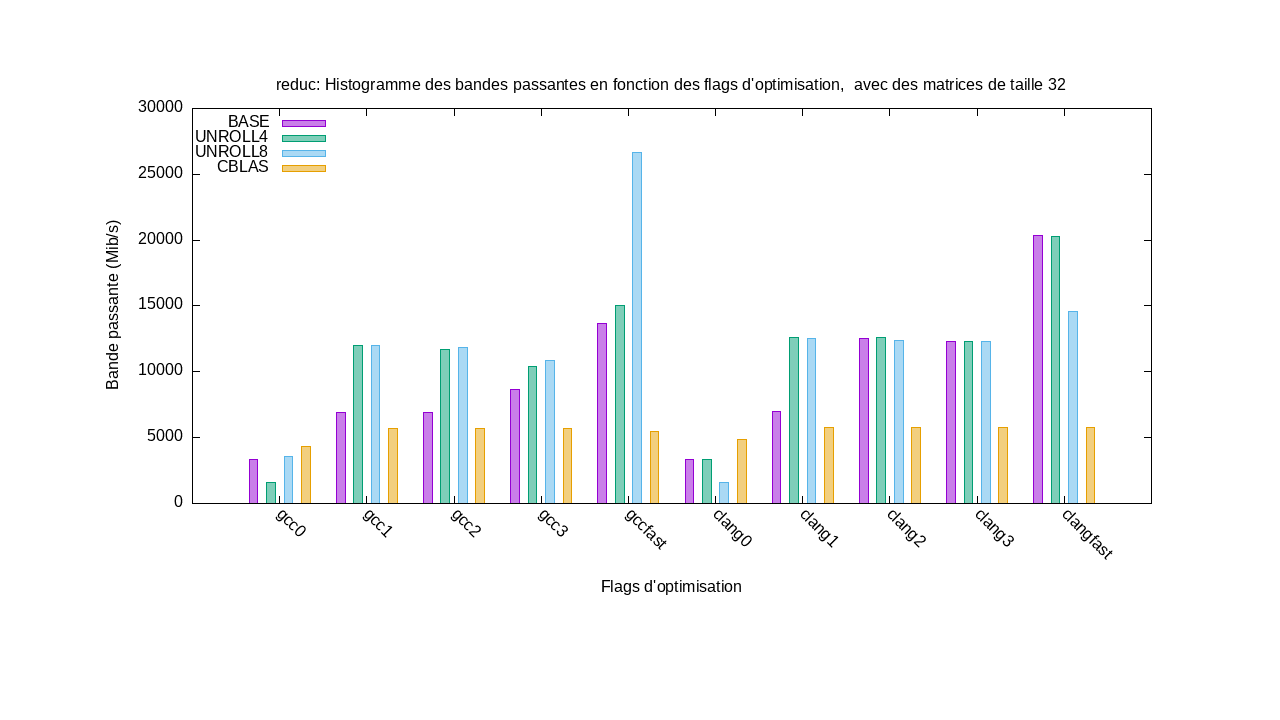 reduc: Histogramme des bandes passantes en fonction des flags d'optimisation,  avec des matrices de taille 32
30000
25000
20000
15000
10000
5000
0
Bande passante (Mib/s)
BASE
UNROLL4
UNROLL8
CBLAS
gcc0
gcc1
gcc2
gcc3
gccfast
clang0
clang1
clang2
clang3
clangfast
Flags d'optimisation